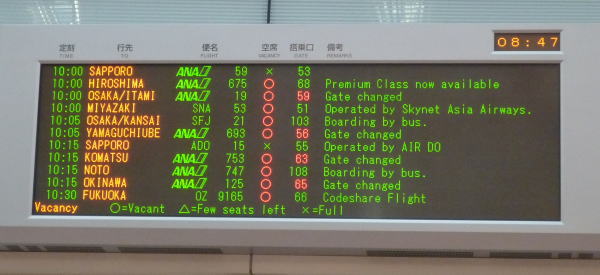 08:47
定刻 行先 便名 空席 搭乗口 備考
TIME TO FLIGHT VACANCY GATE REMARKS
10:00 SAPPORO ANA 59 × 53
10:00 HIROSHIMA ANA 675 ○ 68 Premium Class now available
10:00 OSAKA/ITAMI ANA 19 ○ 59 Gate changed
10:00 MIYAZAKI SNA 53 ○ 51 Operated by Skynet Asia Airways.
10:05 OSAKA/KANSAI SFJ 21 ○ 103 Boarding by bus.
10:05 YAMAGUCHIUBE ANA 693 ○ 56 Gate changed
10:15 SAPPORO ADO 15 × 55 Operated by AIR DO
10:15 KOMATSU ANA 753 ○ 63 Gate changed
10:15 NOTO ANA 747 ○ 108 Boarding by bus.
10:15 OKINAWA ANA 125 ○ 65 Gate changed
10:30 FUKUOKA OZ 9165 ○ 66 Codeshare Flight
Vacancy ○=Vacant △=Few seats left ×=Full